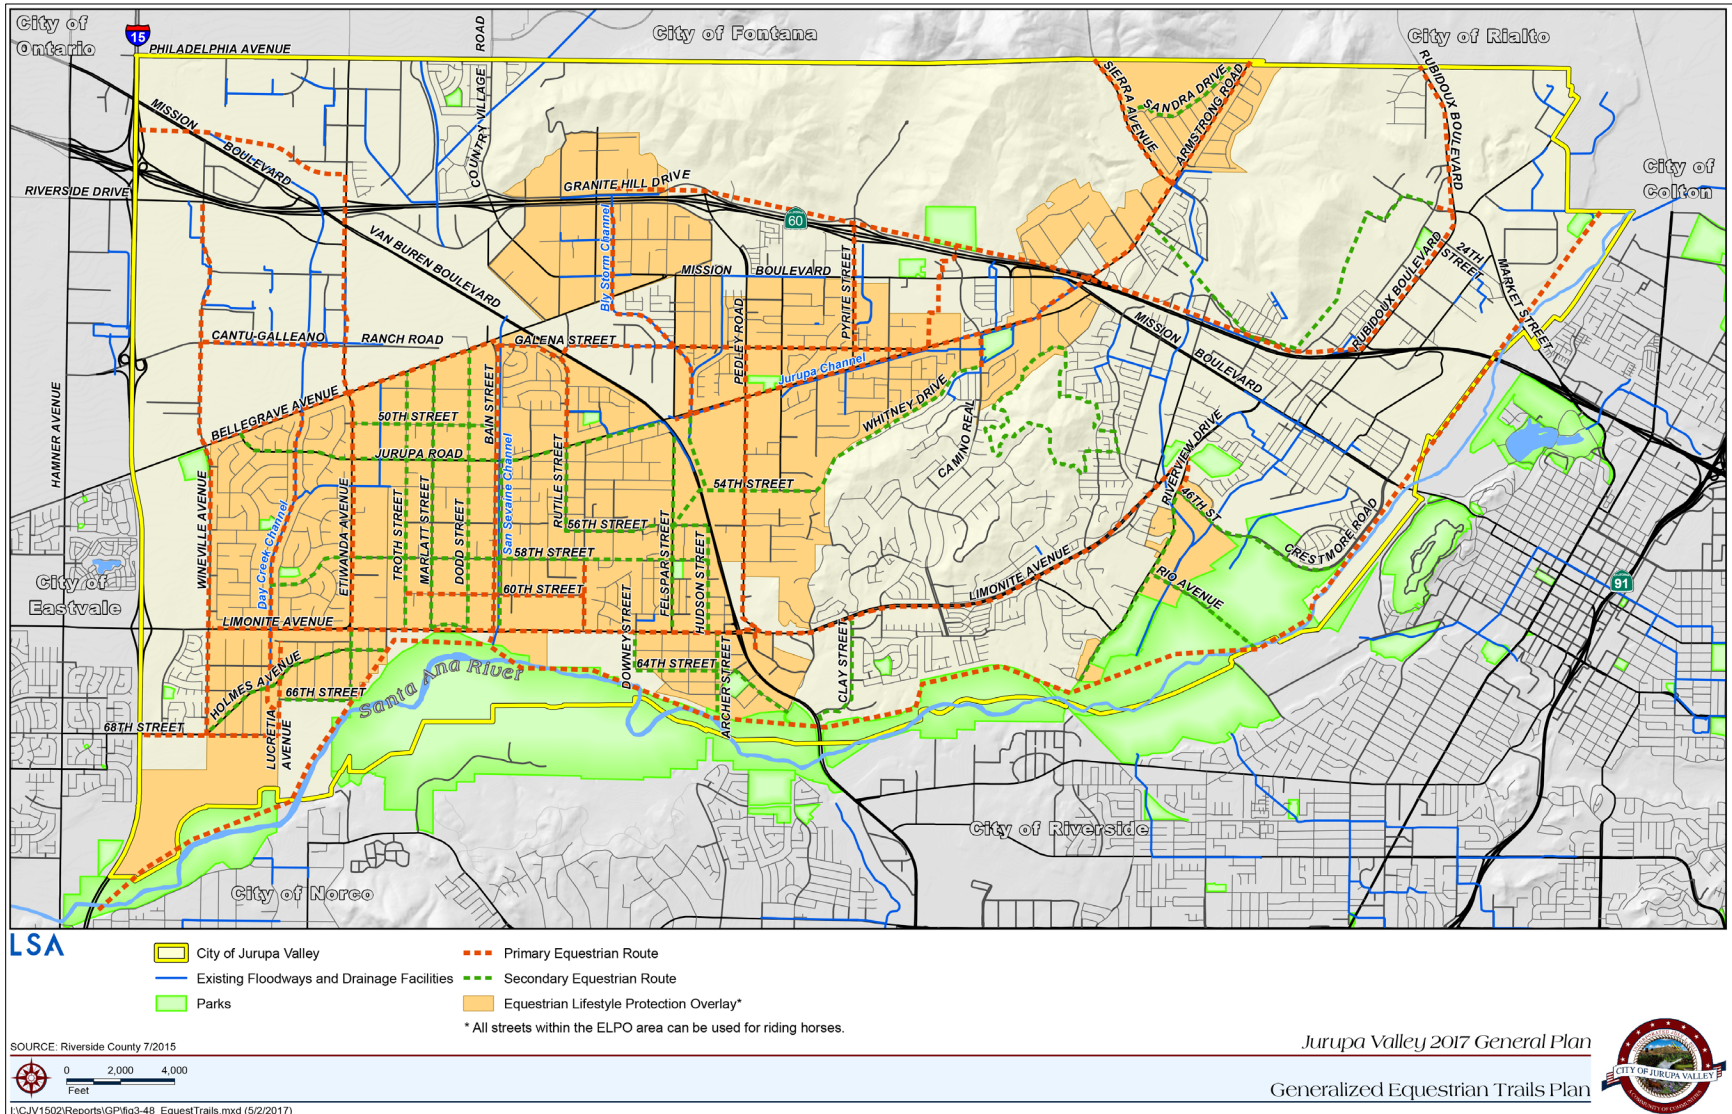 City of
Ontario
15
PHILADELPHIA AVENUE
COUNTRY VILLAGE ROAD
City of Fontana
City of Rialto
SIERRA AVENUE
SANDRA DRIVE
ARMSTRONG ROAD
RUBIDOUX BOULEVARD
City of
Colton
MISSION
BOULEVARD
RIVERSIDE DRIVE
GRANITE HILL DRIVE
60
VAN BUREN BOULEVARD
Bly Storm Channel
MISSION
BOULEVARD
PYRITE STREET
PEDLEY ROAD
24TH
STREET
MARKET STREET
RUBIDOUX BOULEVARD
MISSION
BOULEVARD
CANTU-GALLEANO
RANCH ROAD
GALENA STREET
Jurupa Channel
WHITNEY DRIVE
HAMNER AVENUE
BELLEGRAVE AVENUE
50TH STREET
BAIN STREET
JURUPA ROAD
CAMINO REAL
RIVERVIEW DRIVE
54TH STREET
46TH ST
WINEVILLE AVENUE
Day Creek Channel
ETIWANDA AVENUE
TROTH STREET
MARLATT STREET
DODD STREET
San Sevaine Channel
RUTILE STREET
56TH STREET
58TH STREET
60TH STREET
FELSPAR STREET
HUDSON STREET
DOWNEY STREET
CRESTMORE ROAD
RIO AVENUE
LIMONITE AVENUE
City of
Eastvale
91
LIMONITE AVENUE
HOLMES AVENUE
66TH STREET
64TH STREET
ARCHER STREET
CLAY STREET
Santa Ana River
68TH STREET
LUCRETIA
AVENUE
City of Riverside
City of Norco
LSA
City of Jurupa Valley
Existing Floodways and Drainage Facilities
Parks
Primary Equestrian Route
Secondary Equestrian Route
Equestrian Lifestyle Protection Overlay*
* All streets within the ELPO area can be used for riding horses.
SOURCE: Riverside County 7/2015
0 2,000 4,000
Feet
I:\CJV1502\Reports\GP\fig3-48_EquestTrails.mxd (5/2/2017)
Jurupa Valley 2017 General Plan
Generalized Equestrian Trails Plan
CITY OF JURUPA VALLEY